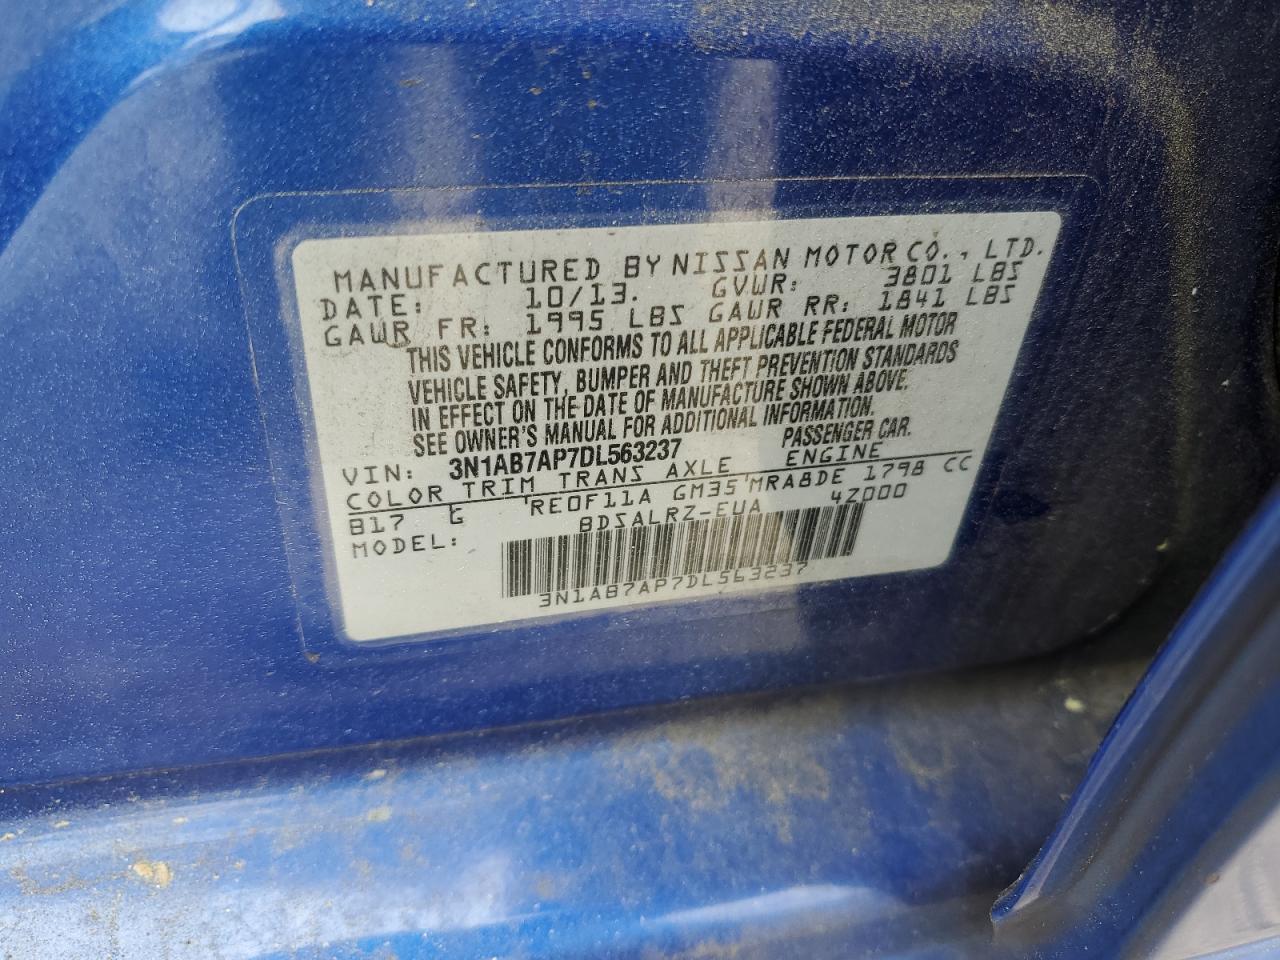 MANUFACTURED BY NISSAN MOTOR CO., LTD.
DATE: 10/13. GVWR: 3801 LBS
GAWR FR: 1995 LBS GAWR RR: 1841 LBS
THIS VEHICLE CONFORMS TO ALL APPLICABLE FEDERAL MOTOR
VEHICLE SAFETY, BUMPER AND THEFT PREVENTION STANDARDS
IN EFFECT ON THE DATE OF MANUFACTURE SHOWN ABOVE.
SEE OWNER'S MANUAL FOR ADDITIONAL INFORMATION.
VIN: 3N1AB7AP7DL563237 PASSENGER CAR.
COLOR TRIM TRANS AXLE ENGINE
B17 G RE0F11A GM35 MRA8DE 1798 CC
MODEL: BDSALRZ-EUA 4Z000
3N1AB7AP7DL563237